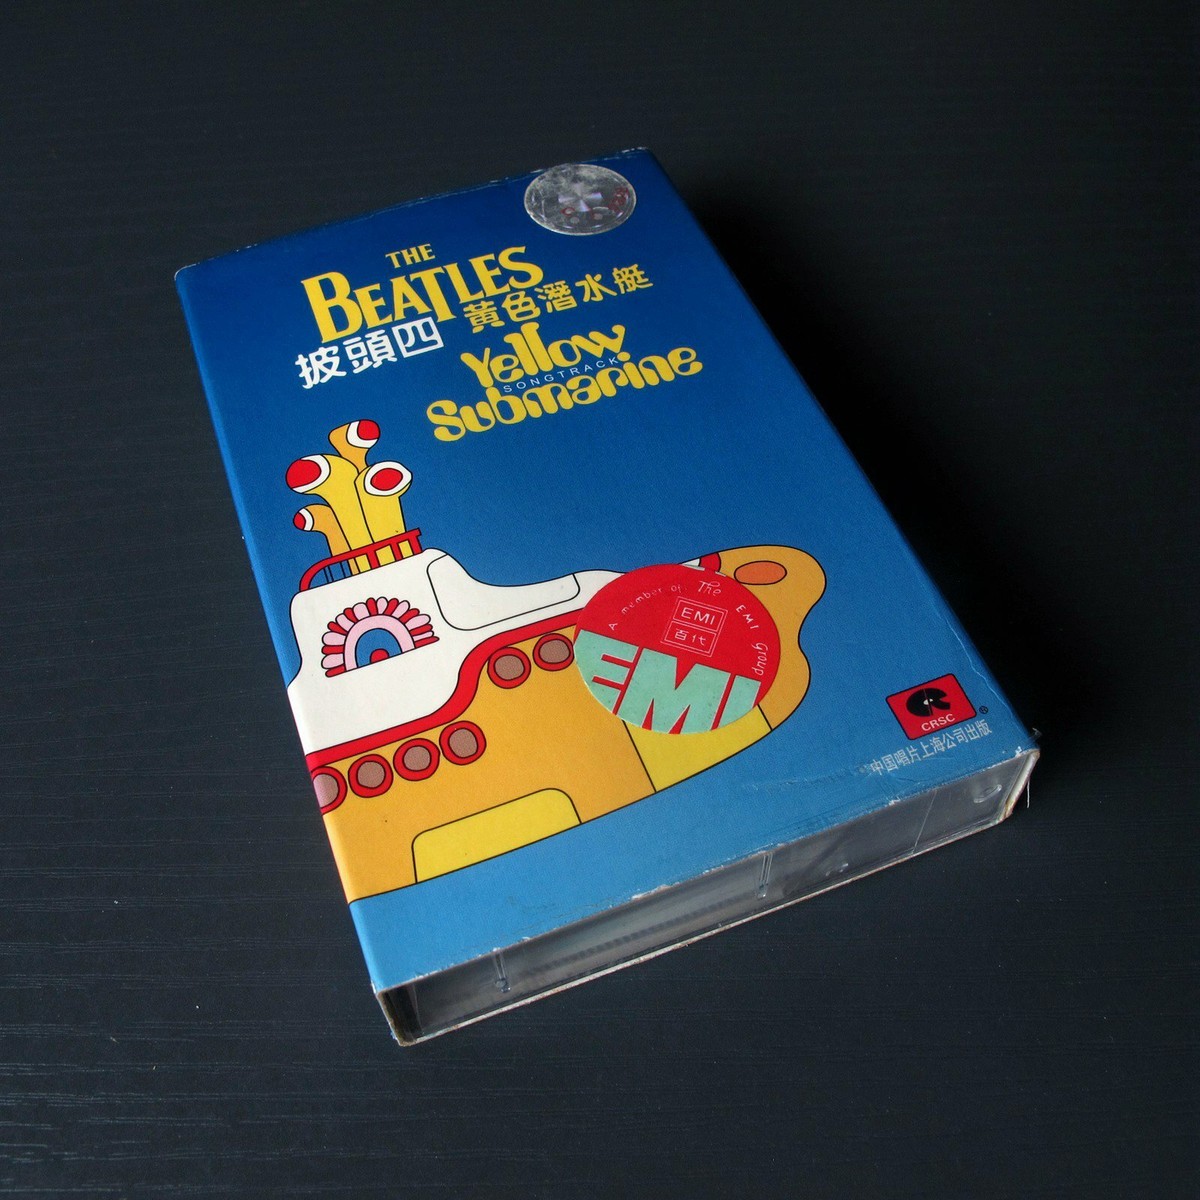 THE
BEATLES
披頭四
黃色潛水艇
Yellow
SONGTRACK
Submarine
A member of The EMI Group
EMI
百代
EMI
CRSC
®
中国唱片上海公司出版